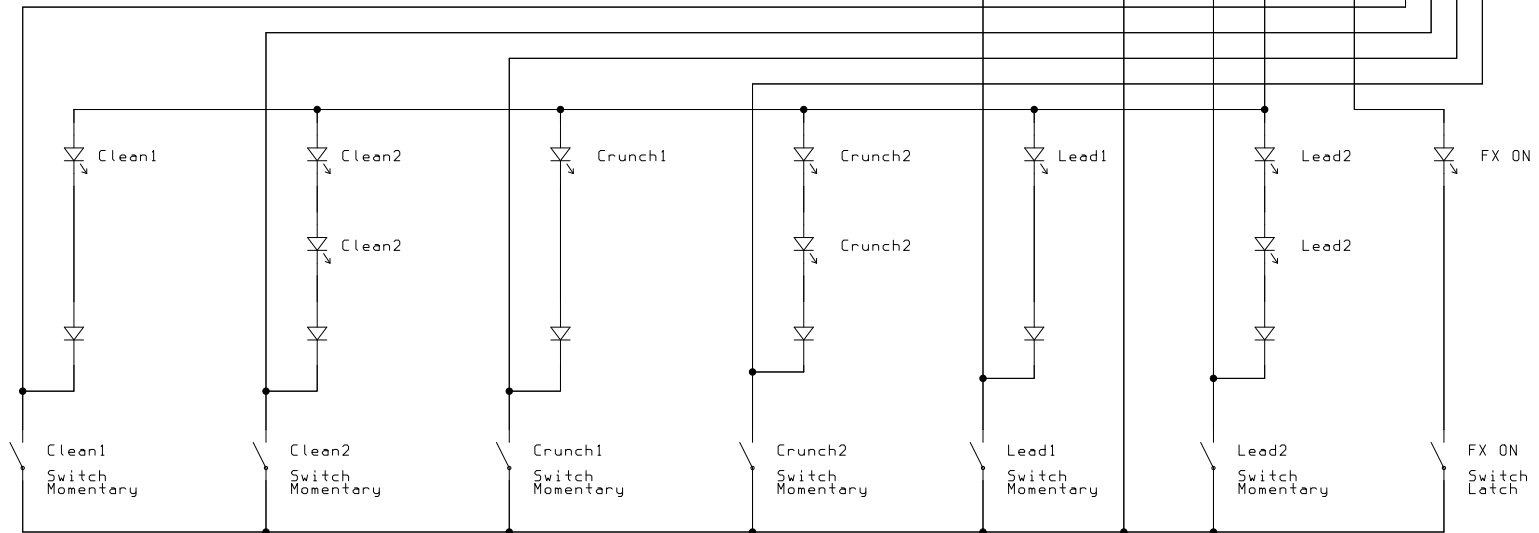 Clean1
Clean2
Crunch1
Crunch2
Lead1
Lead2
FX ON
Clean2
Crunch2
Lead2
Clean1
Switch
Momentary
Clean2
Switch
Momentary
Crunch1
Switch
Momentary
Crunch2
Switch
Momentary
Lead1
Switch
Momentary
Lead2
Switch
Momentary
FX ON
Switch
Latch